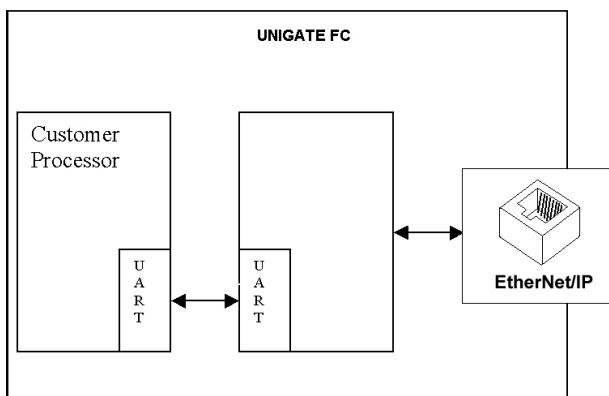 UNIGATE FC
Customer
Processor
U
A
R
T
U
A
R
T
EtherNet/IP